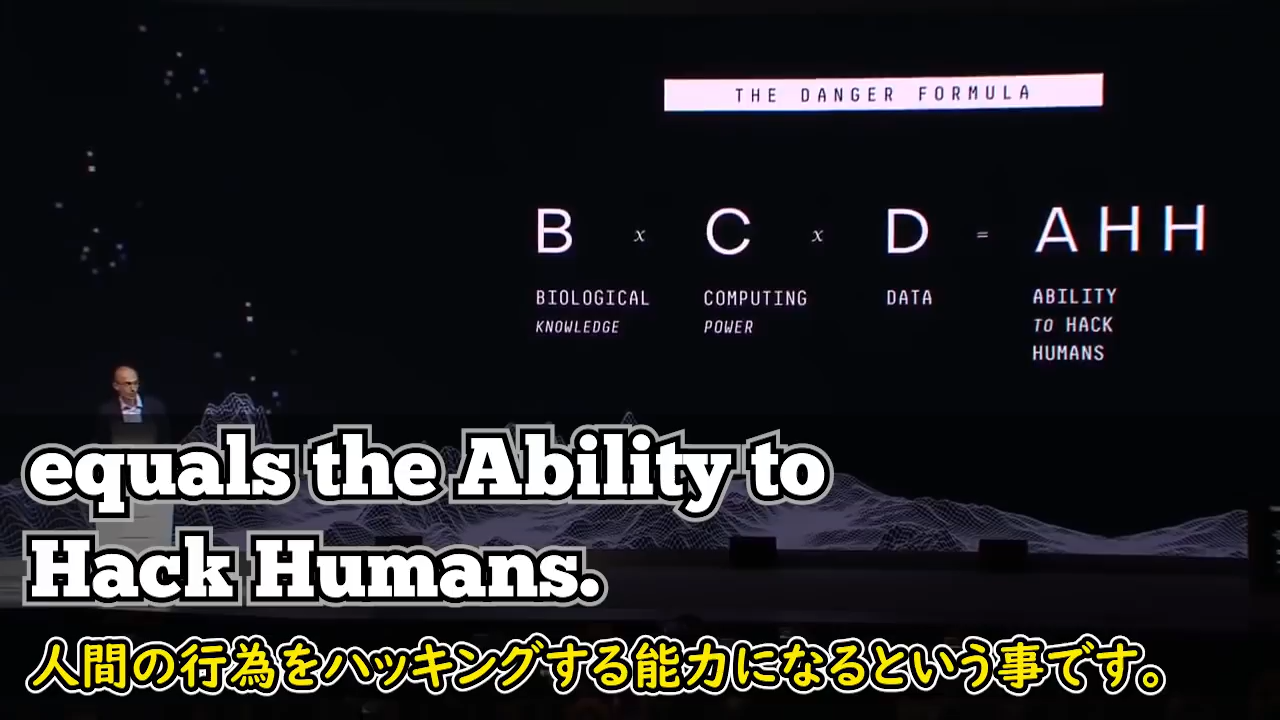 THE DANGER FORMULA
B x C x D = AHH
BIOLOGICAL COMPUTING DATA ABILITY
KNOWLEDGE POWER TO HACK
HUMANS
equals the Ability to
Hack Humans.
人間の行為をハッキングする能力になるという事です。